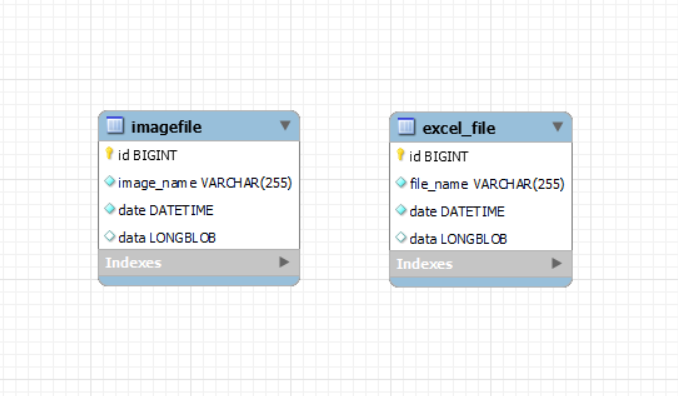 imagefile
id BIGINT
image_name VARCHAR(255)
date DATETIME
data LONGBLOB
Indexes
excel_file
id BIGINT
file_name VARCHAR(255)
date DATETIME
data LONGBLOB
Indexes